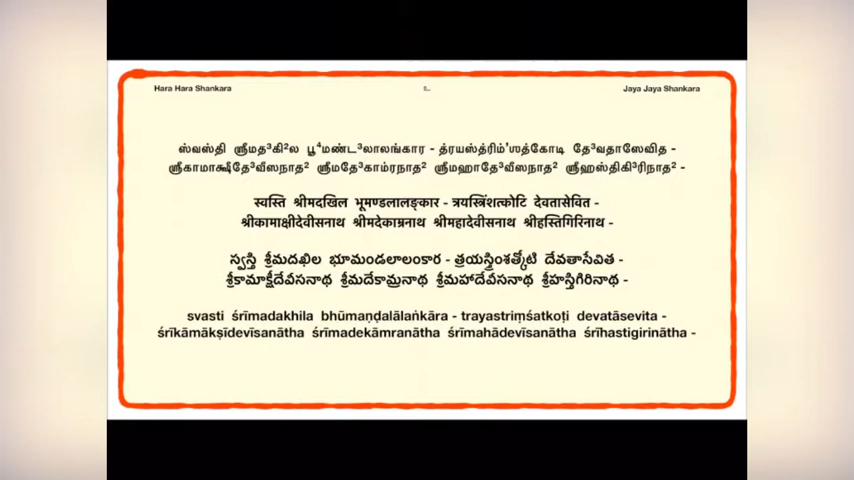 Hara Hara Shankara
Jaya Jaya Shankara
ஸ்வஸ்தி ஸ்ரீமத³கி²ல பூ⁴மண்ட³லாலங்கார - த்ரயஸ்த்ரிம்ʼஶத்கோடி தே³வதாஸேவித -
ஸ்ரீகாமாக்ஷீதே³வீஸநாத² ஸ்ரீமதே³காம்ரநாத² ஸ்ரீமஹாதே³வீஸநாத² ஸ்ரீஹஸ்திகி³ரிநாத² -
स्वस्ति श्रीमदखिल भूमण्डलालङ्कार - त्रयस्त्रिंशत्कोटि देवतासेवित -
श्रीकामाक्षीदेवीसनाथ श्रीमदेकाम्रनाथ श्रीमहादेवीसनाथ श्रीहस्तिगिरिनाथ -
స్వస్తి శ్రీమదఖిల భూమండలాలంకార - త్రయస్త్రింశత్కోటి దేవతాసేవిత -
శ్రీకామాక్షీదేవీసనాథ శ్రీమదేకామ్రనాథ శ్రీమహాదేవీసనాథ శ్రీహస్తిగిరినాథ -
svasti śrīmadakhila bhūmaṇḍalālaṅkāra - trayastriṃśatkoṭi devatāsevita -
śrīkāmākṣīdevīsanātha śrīmadekāmranātha śrīmahādevīsanātha śrīhastigirinātha -